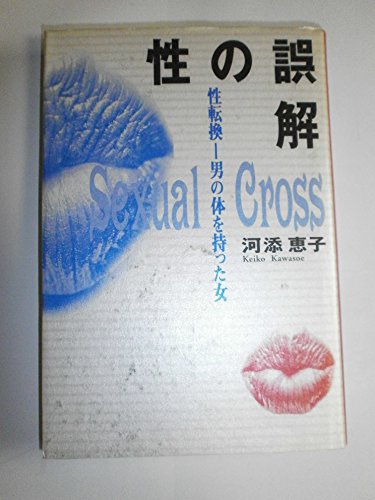 性の誤解
性転換―男の体を持った女
Sexual Cross
河添 恵子
Keiko Kawasoe